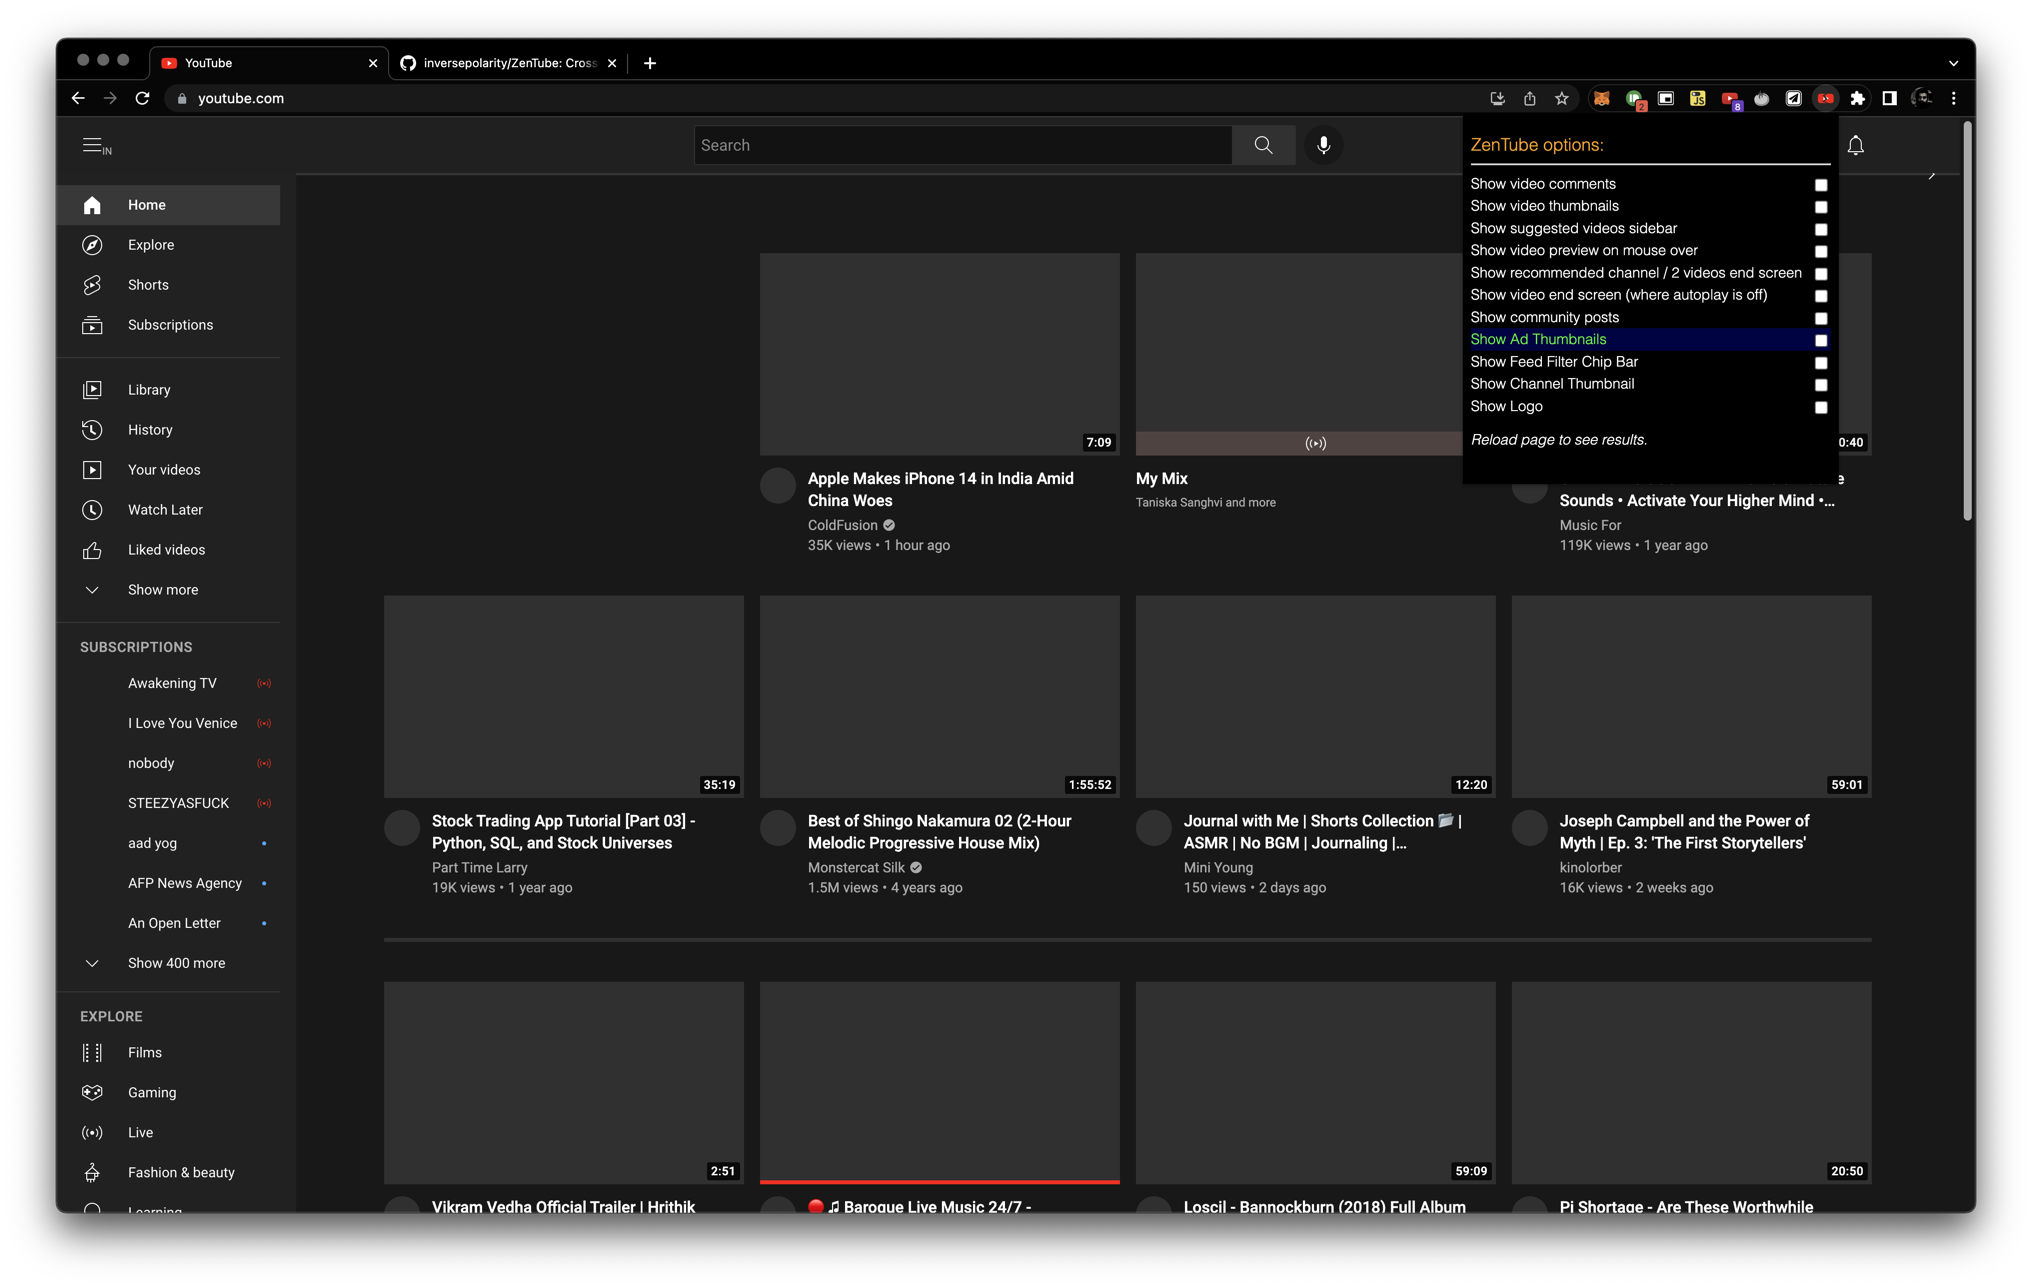 YouTube
inversepolarity/ZenTube: Cross
youtube.com
2
JS
8
IN
Search
ZenTube options:
Show video comments
Show video thumbnails
Show suggested videos sidebar
Show video preview on mouse over
Show recommended channel / 2 videos end screen
Show video end screen (where autoplay is off)
Show community posts
Show Ad Thumbnails
Show Feed Filter Chip Bar
Show Channel Thumbnail
Show Logo
Reload page to see results.
Home
Explore
Shorts
Subscriptions
Library
History
Your videos
Watch Later
Liked videos
Show more
SUBSCRIPTIONS
Awakening TV
I Love You Venice
nobody
STEEZYASFUCK
aad yog
AFP News Agency
An Open Letter
Show 400 more
EXPLORE
Films
Gaming
Live
Fashion & beauty
Learning
7:09
Apple Makes iPhone 14 in India Amid
China Woes
ColdFusion
35K views • 1 hour ago
My Mix
Taniska Sanghvi and more
0:40
Sounds • Activate Your Higher Mind •...
Music For
119K views • 1 year ago
35:19
Stock Trading App Tutorial [Part 03] -
Python, SQL, and Stock Universes
Part Time Larry
19K views • 1 year ago
1:55:52
Best of Shingo Nakamura 02 (2-Hour
Melodic Progressive House Mix)
Monstercat Silk
1.5M views • 4 years ago
12:20
Journal with Me | Shorts Collection 📂 |
ASMR | No BGM | Journaling |...
Mini Young
150 views • 2 days ago
59:01
Joseph Campbell and the Power of
Myth | Ep. 3: 'The First Storytellers'
kinolorber
16K views • 2 weeks ago
2:51
Vikram Vedha Official Trailer | Hrithik
🔴 🎵 Baroque Live Music 24/7 -
59:09
Loscil - Bannockburn (2018) Full Album
20:50
Pi Shortage - Are These Worthwhile